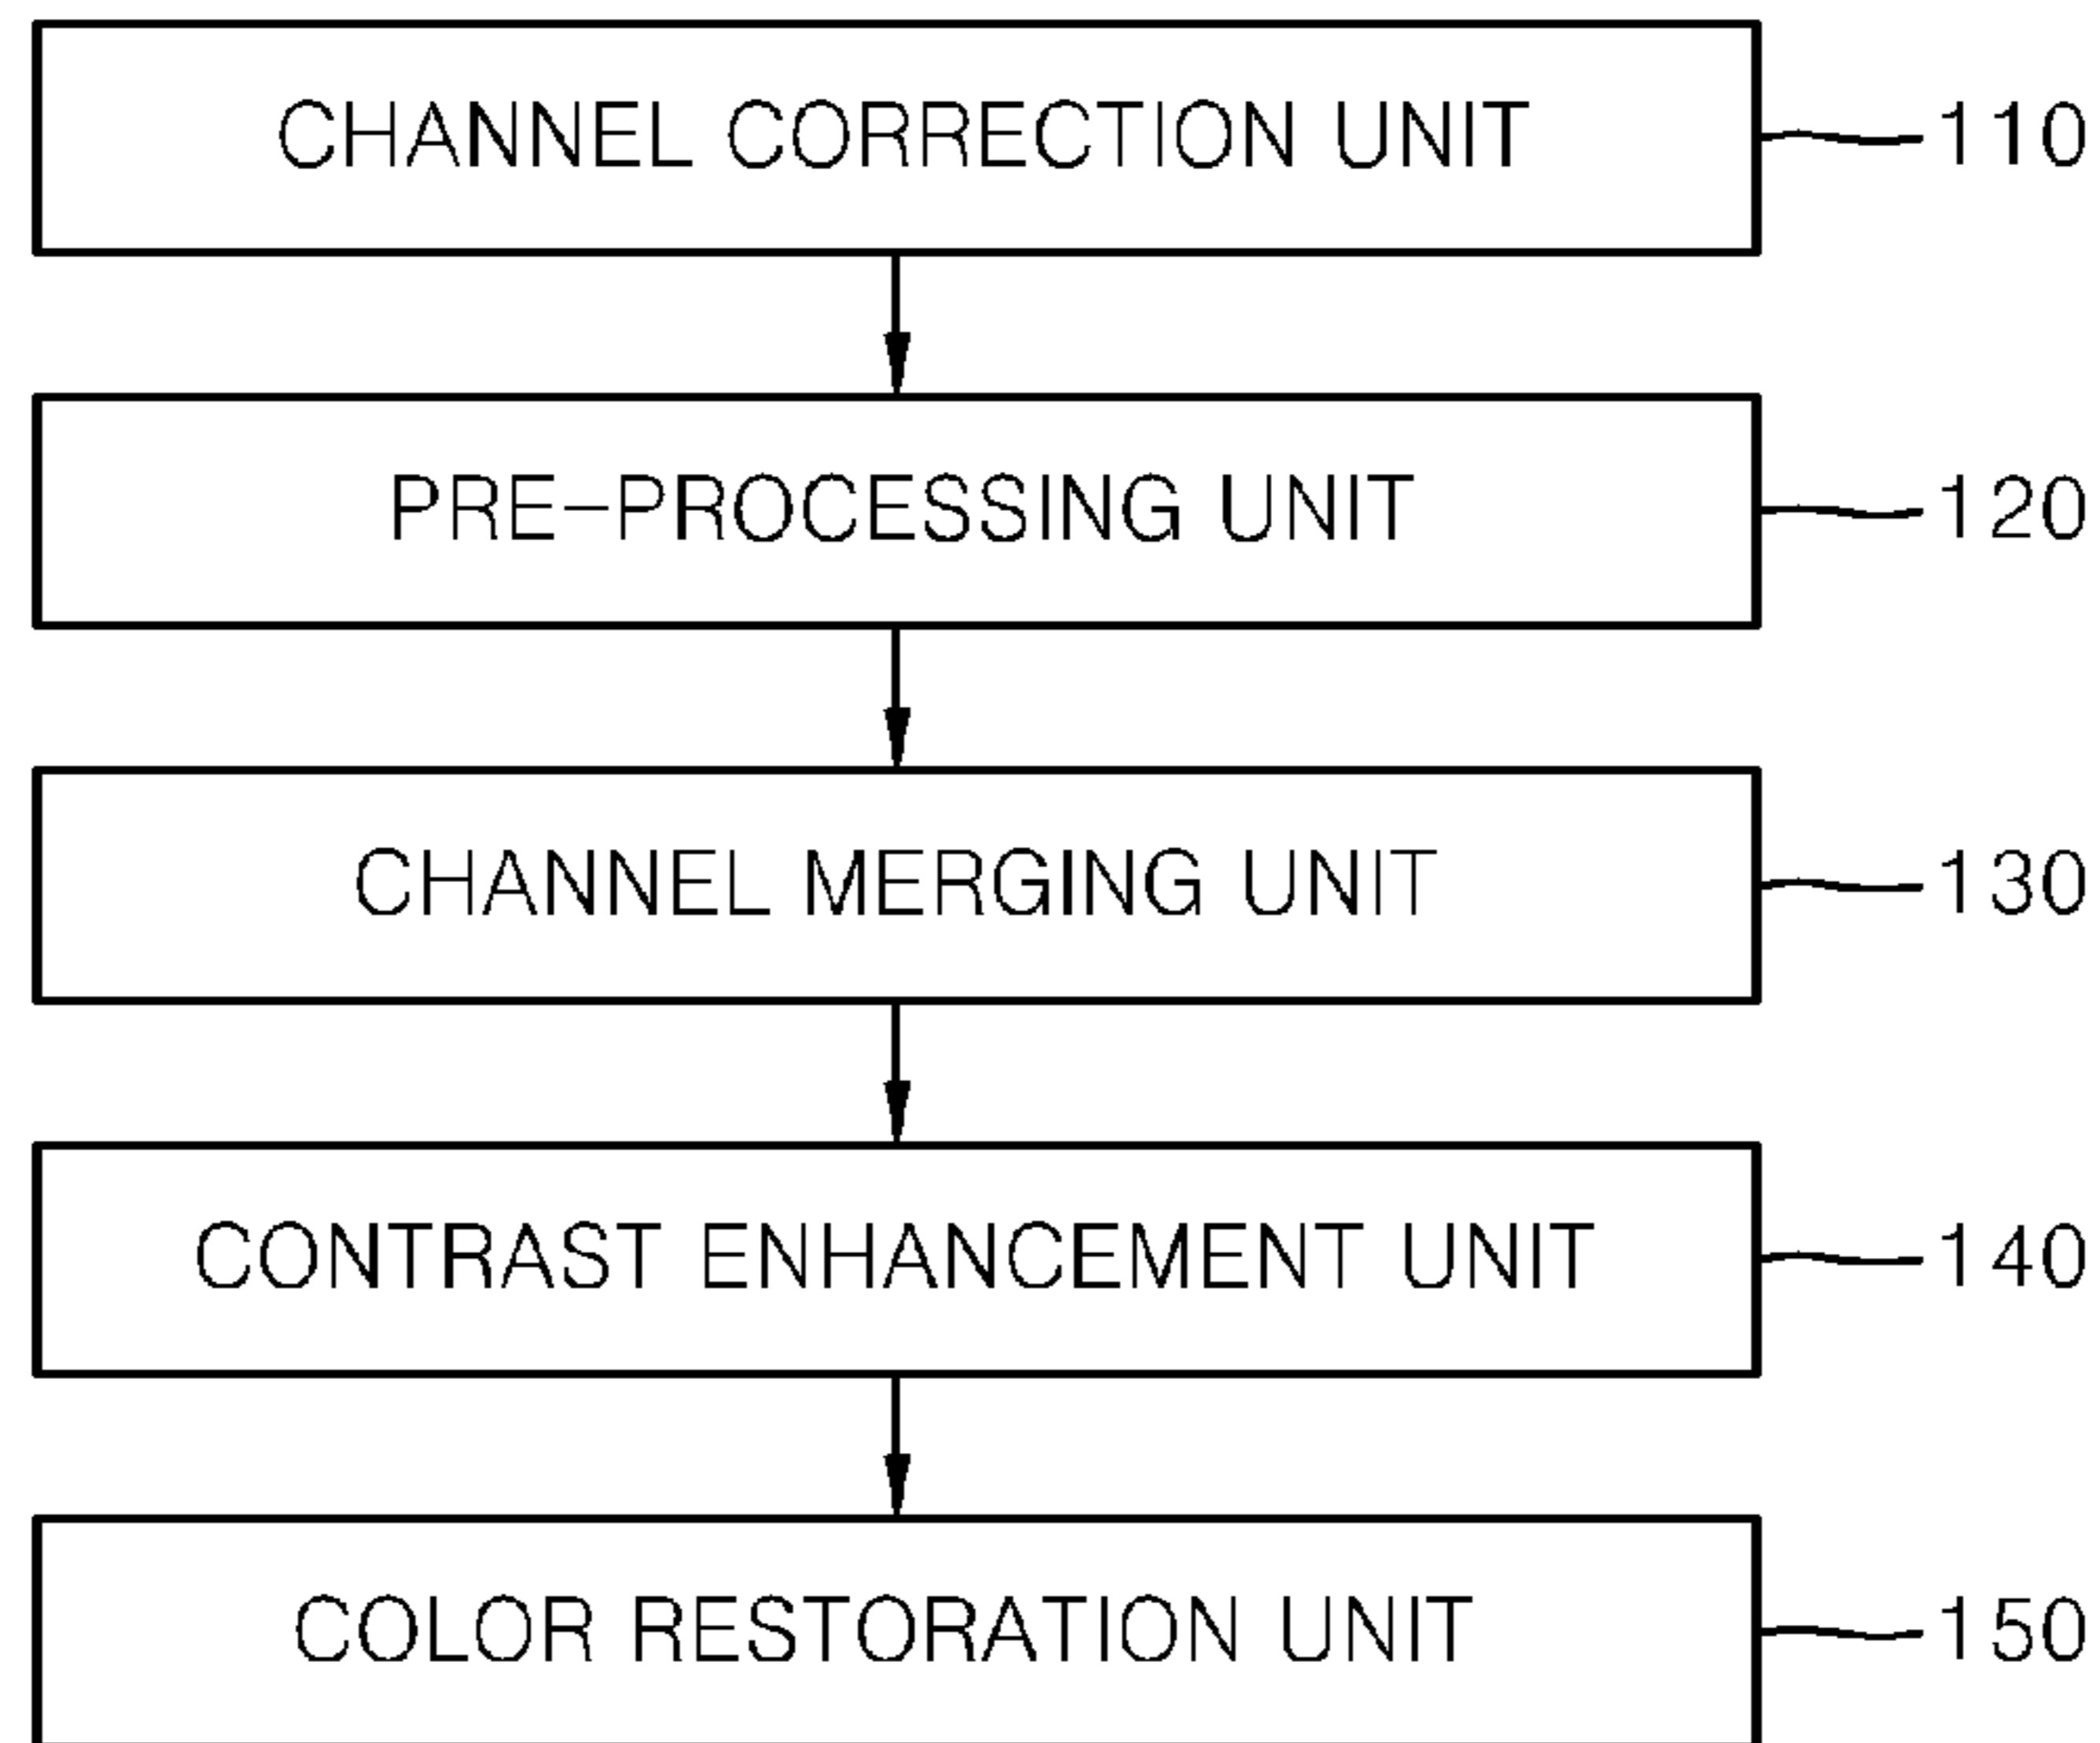 CHANNEL CORRECTION UNIT 110
PRE-PROCESSING UNIT 120
CHANNEL MERGING UNIT 130
CONTRAST ENHANCEMENT UNIT 140
COLOR RESTORATION UNIT 150